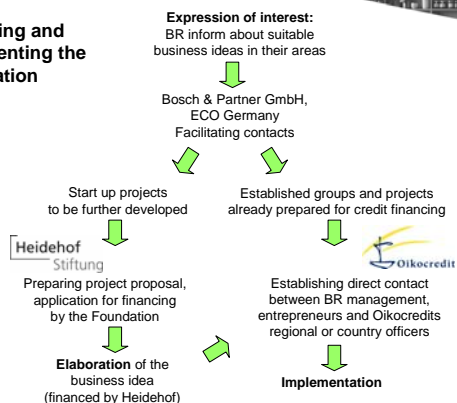 ing and
enting the
ation
Expression of interest:
BR inform about suitable
business ideas in their areas
Bosch & Partner GmbH,
ECO Germany
Facilitating contacts
Start up projects
to be further developed
Established groups and projects
already prepared for credit financing
Heidehof
Stiftung
Oikocredit
Preparing project proposal,
application for financing
by the Foundation
Establishing direct contact
between BR management,
entrepreneurs and Oikocredits
regional or country officers
Elaboration of the
business idea
(financed by Heidehof)
Implementation